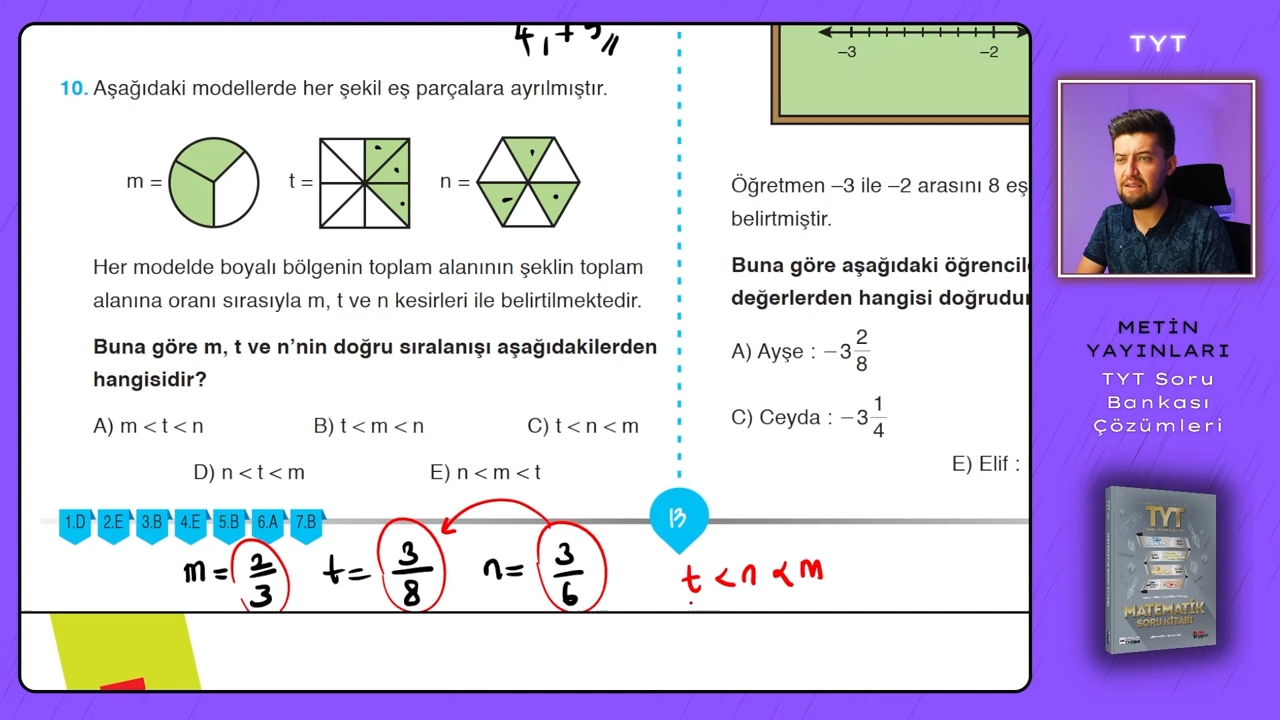 4, + 9 //
10. Aşağıdaki modellerde her şekil eş parçalara ayrılmıştır.
m =
t =
n =
Her modelde boyalı bölgenin toplam alanının şeklin toplam
alanına oranı sırasıyla m, t ve n kesirleri ile belirtilmektedir.
Buna göre m, t ve n’nin doğru sıralanışı aşağıdakilerden
hangisidir?
A) m < t < n
B) t < m < n
C) t < n < m
D) n < t < m
E) n < m < t
1.D 2.E 3.B 4.E 5.B 6.A 7.B
13
m = 2/3
t = 3/8
n = 3/6
t < n < m
–3
–2
Öğretmen –3 ile –2 arasını 8 eş
belirtmiştir.
Buna göre aşağıdaki öğrencile
değerlerden hangisi doğrudur
A) Ayşe : –3 2/8
C) Ceyda : –3 1/4
E) Elif :
TYT
METİN
YAYINLARI
TYT Soru
Bankası
Çözümleri
TYT
MATEMATİK
SORU KİTABI